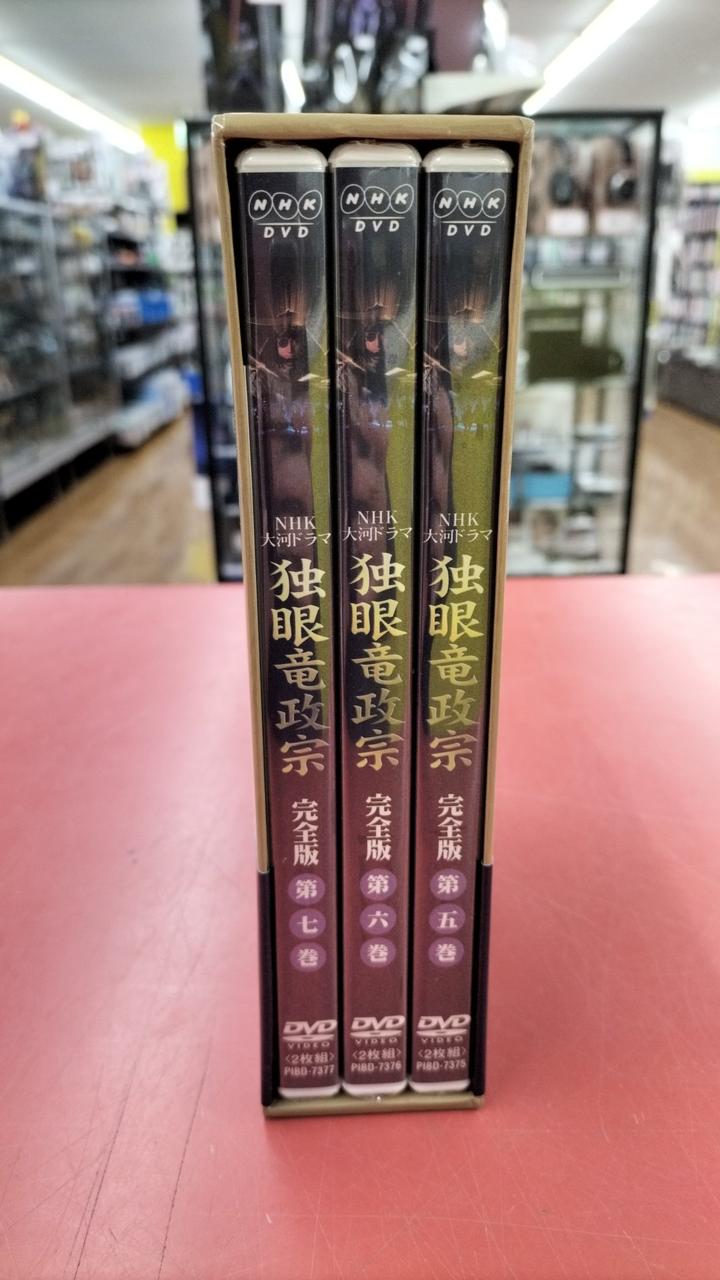 NHK
DVD
NHK
大河ドラマ
独眼竜政宗
完全版
第七巻
DVD
VIDEO
〈2枚組〉
PIBD-7377
NHK
DVD
NHK
大河ドラマ
独眼竜政宗
完全版
第六巻
DVD
VIDEO
〈2枚組〉
PIBD-7376
NHK
DVD
NHK
大河ドラマ
独眼竜政宗
完全版
第五巻
DVD
VIDEO
〈2枚組〉
PIBD-7375